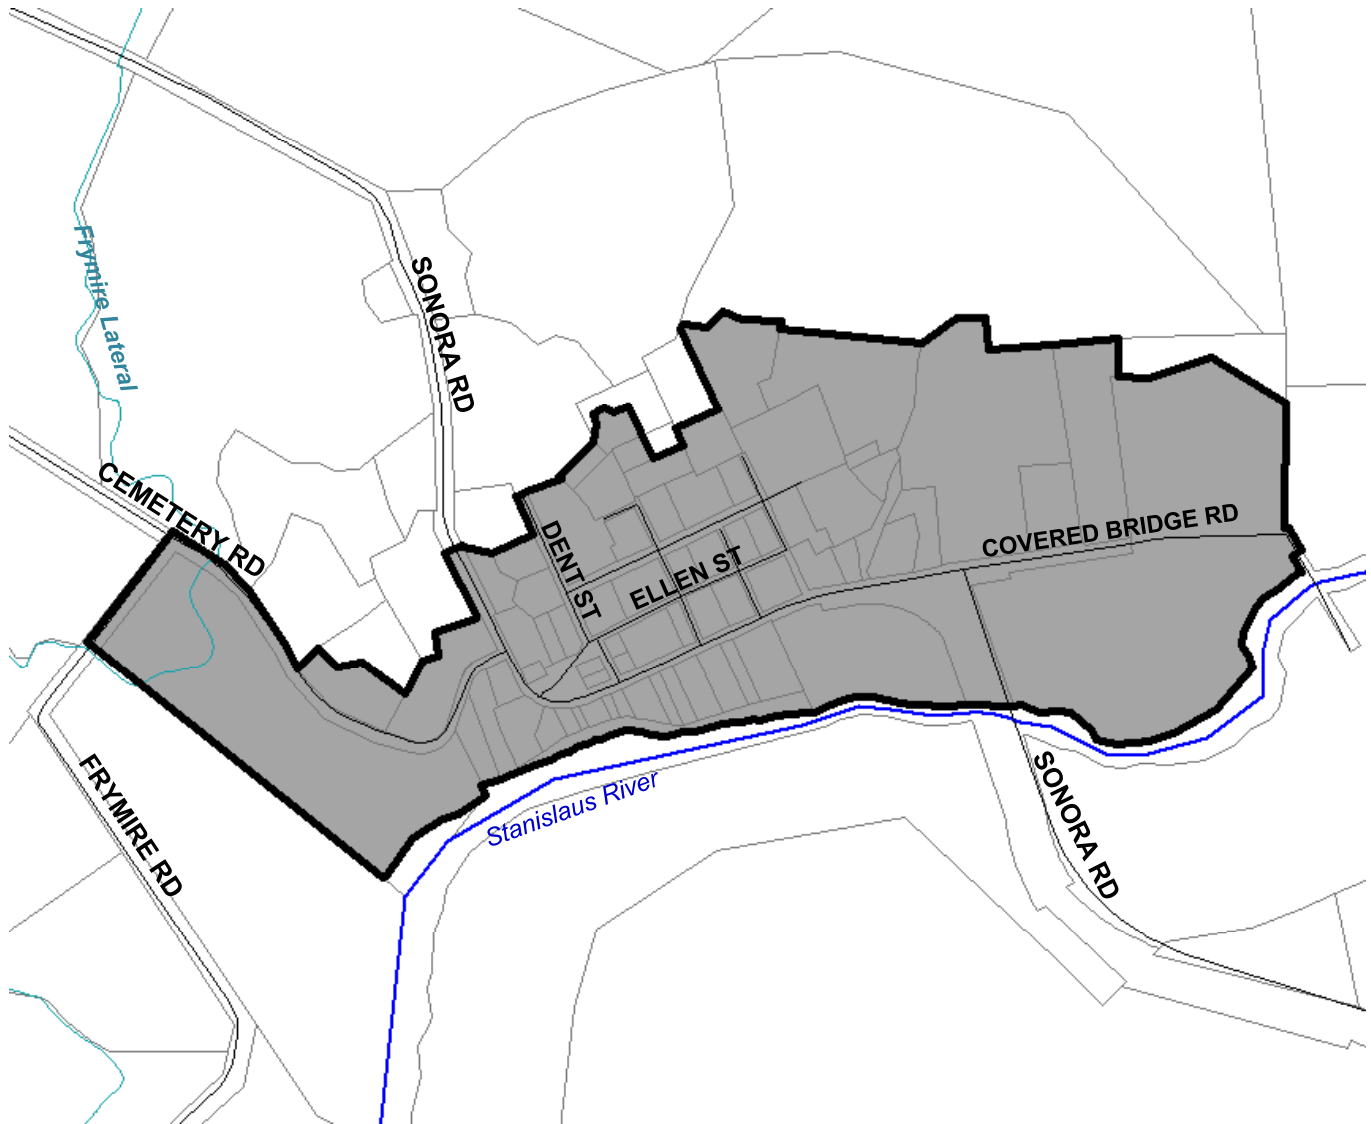 Frymire Lateral
SONORA RD
CEMETERY RD
DENT ST
ELLEN ST
COVERED BRIDGE RD
FRYMIRE RD
Stanislaus River
SONORA RD